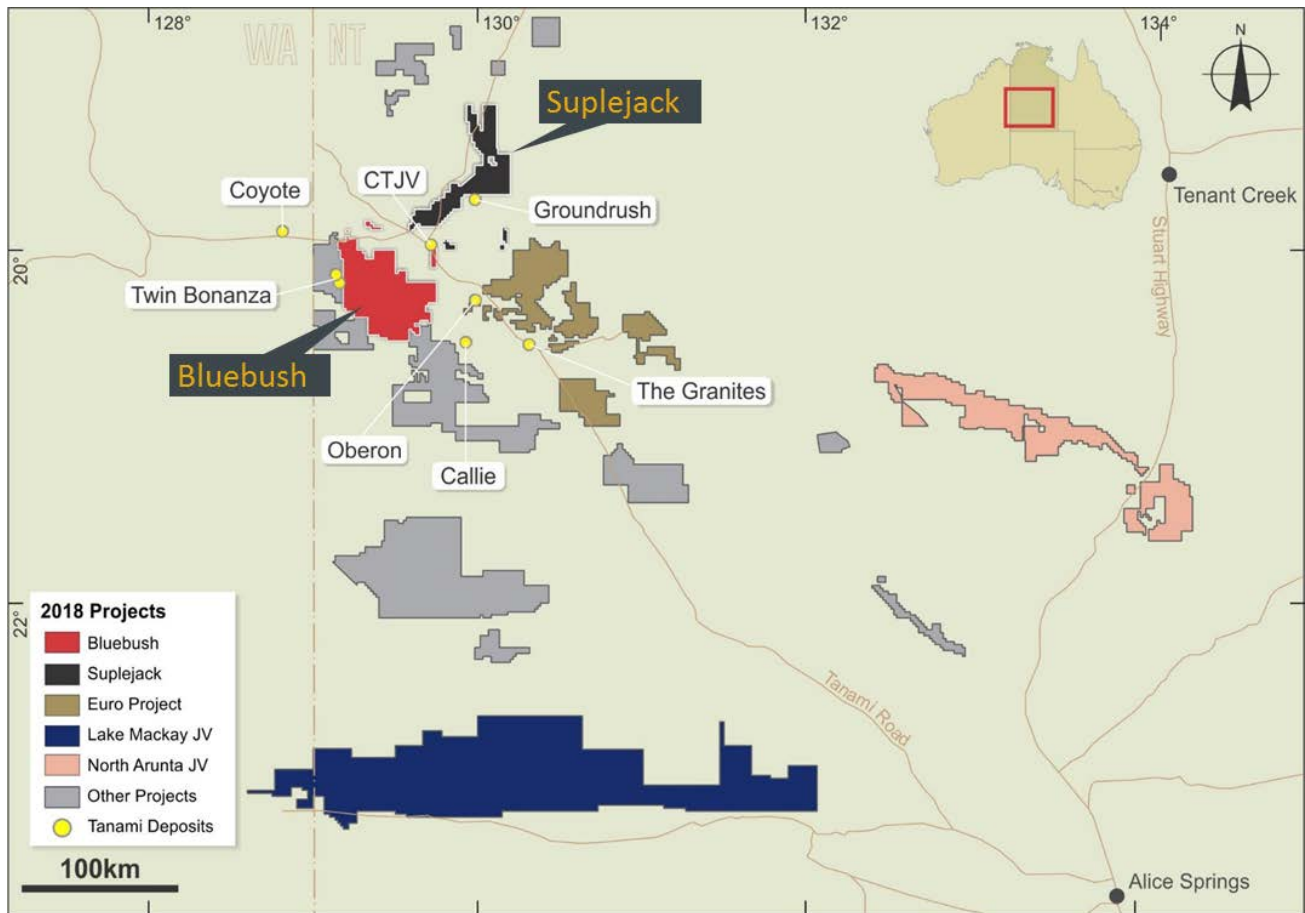 128°
130°
132°
134°
WA NT
N
Suplejack
CTJV
Coyote
Groundrush
Tenant Creek
20°
Twin Bonanza
Stuart Highway
Bluebush
The Granites
Oberon
Callie
22°
2018 Projects
Bluebush
Suplejack
Euro Project
Lake Mackay JV
North Arunta JV
Other Projects
Tanami Deposits
100km
Tanami Road
Alice Springs